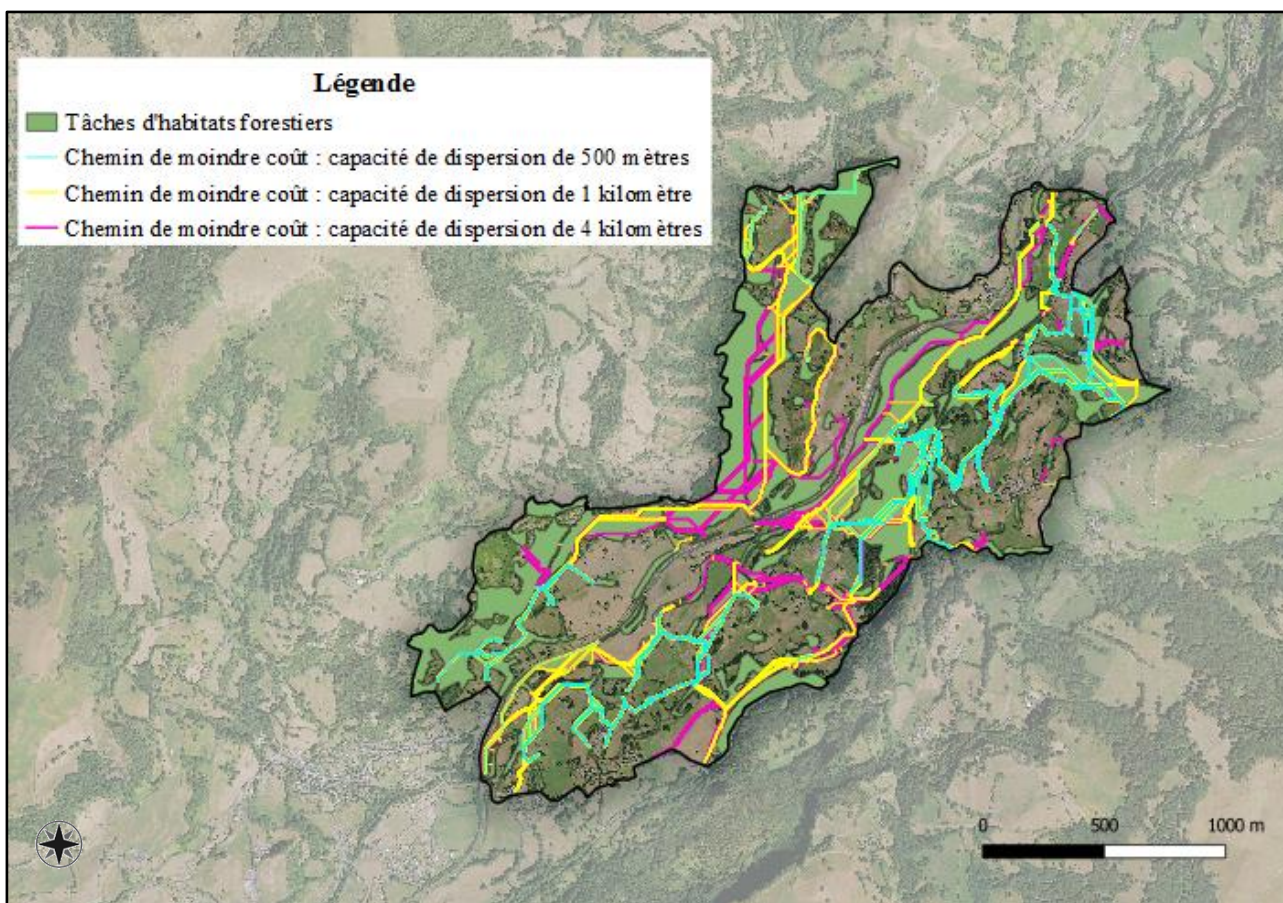 Légende
Tâches d'habitats forestiers
Chemin de moindre coût : capacité de dispersion de 500 mètres
Chemin de moindre coût : capacité de dispersion de 1 kilomètre
Chemin de moindre coût : capacité de dispersion de 4 kilomètres
0 500 1000 m